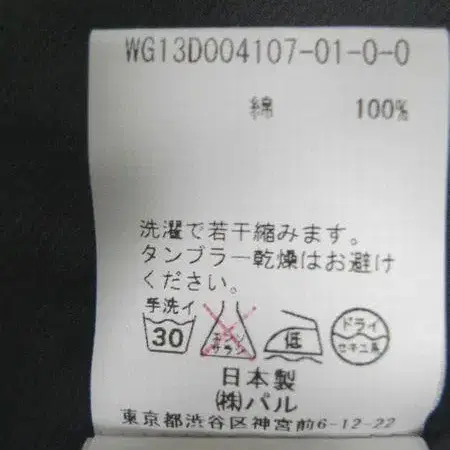 WG13D004107-01-0-0
綿 100%
洗濯で若干縮みます。
タンブラー乾燥はお避け
ください。
手洗イ
30
エンソ
サラシ
低
ドライ
セキユ系
日本製
㈱パル
東京都渋谷区神宮前6-12-22